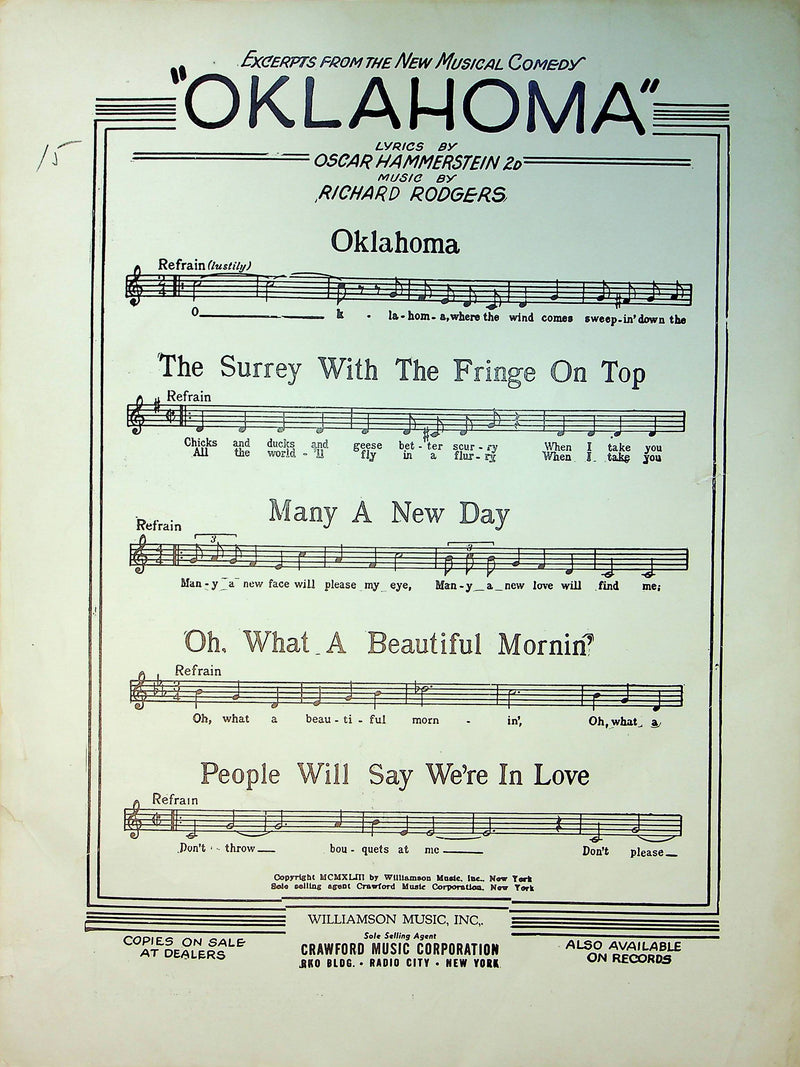 EXCERPTS FROM THE NEW MUSICAL COMEDY
"OKLAHOMA"
15
LYRICS BY
OSCAR HAMMERSTEIN 2D
MUSIC BY
RICHARD RODGERS
Oklahoma
Refrain (lustily)
O k - la-hom-a, where the wind comes sweep-in' down the
The Surrey With The Fringe On Top
Refrain
Chicks and ducks and geese bet-ter scur-ry When I take you
All the world-'ll fly in a flur-ry When I take you
Many A New Day
Refrain
3 3
Man-y a new face will please my eye, Man-y a new love will find me;
Oh, What A Beautiful Mornin'
Refrain
Oh, what a beau-ti-ful morn - in', Oh, what a
People Will Say We're In Love
Refrain
Don't throw bou-quets at me Don't please
Copyright MCMXLIII by Williamson Music, Inc., New York
Sole selling agent Crawford Music Corporation, New York
WILLIAMSON MUSIC, INC.
Sole Selling Agent
CRAWFORD MUSIC CORPORATION
RKO BLDG. • RADIO CITY • NEW YORK
COPIES ON SALE
AT DEALERS
ALSO AVAILABLE
ON RECORDS